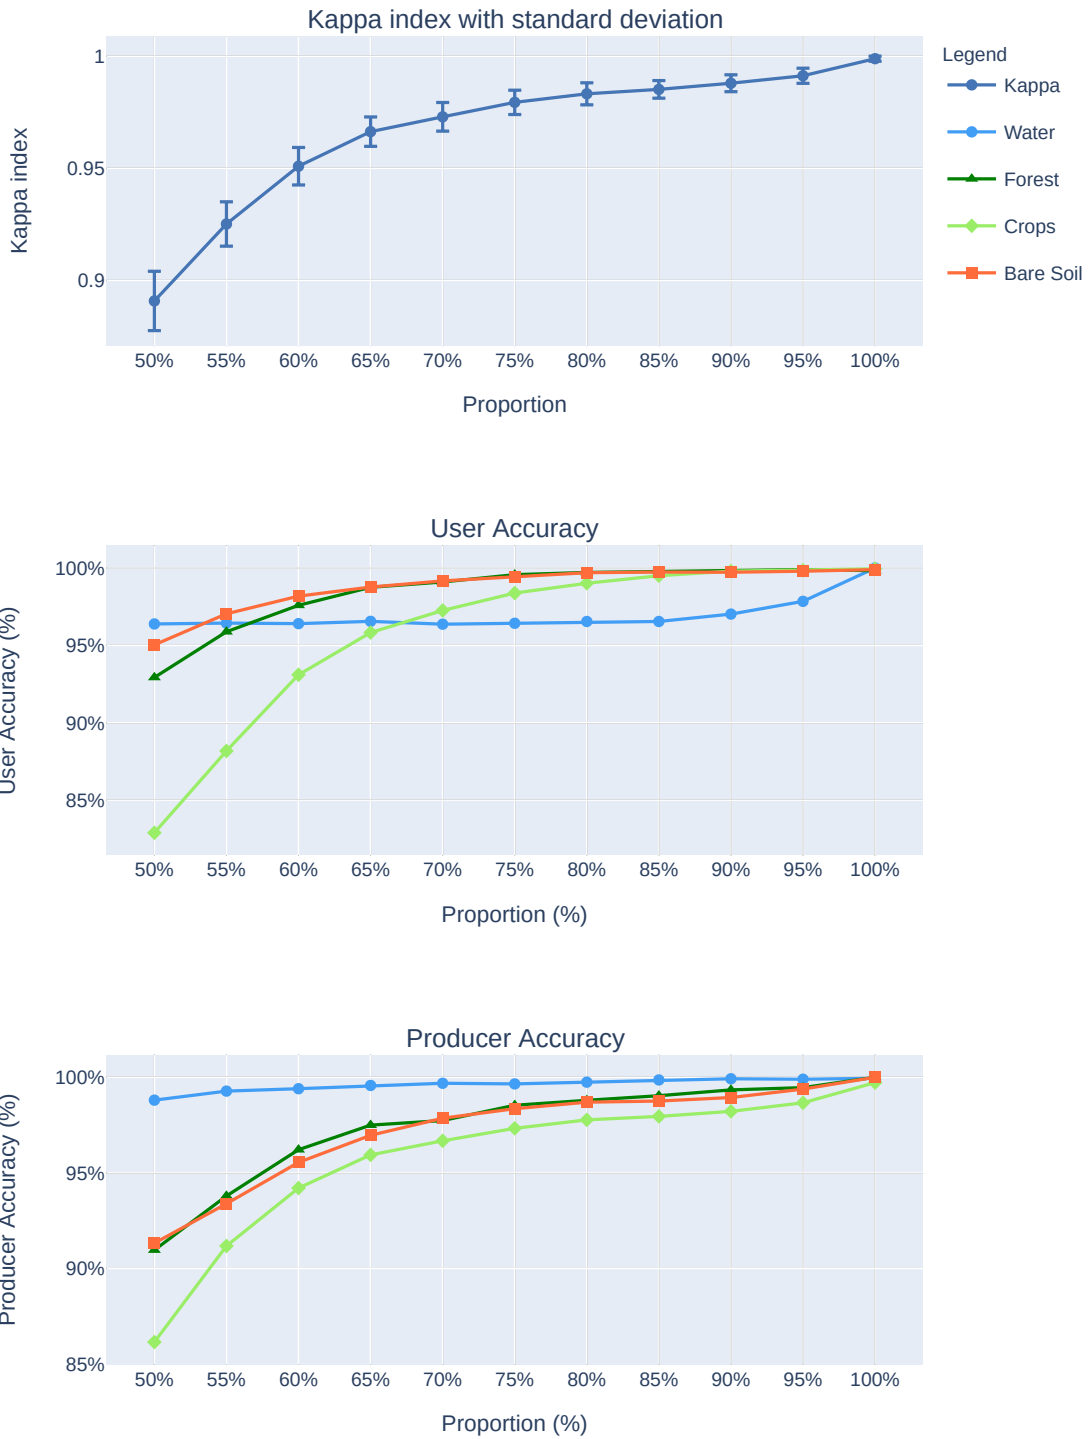 Kappa index with standard deviation
Legend
Kappa
Water
Forest
Crops
Bare Soil
Kappa index
1
0.95
0.9
50% 55% 60% 65% 70% 75% 80% 85% 90% 95% 100%
Proportion
User Accuracy
User Accuracy (%)
100%
95%
90%
85%
50% 55% 60% 65% 70% 75% 80% 85% 90% 95% 100%
Proportion (%)
Producer Accuracy
Producer Accuracy (%)
100%
95%
90%
85%
50% 55% 60% 65% 70% 75% 80% 85% 90% 95% 100%
Proportion (%)